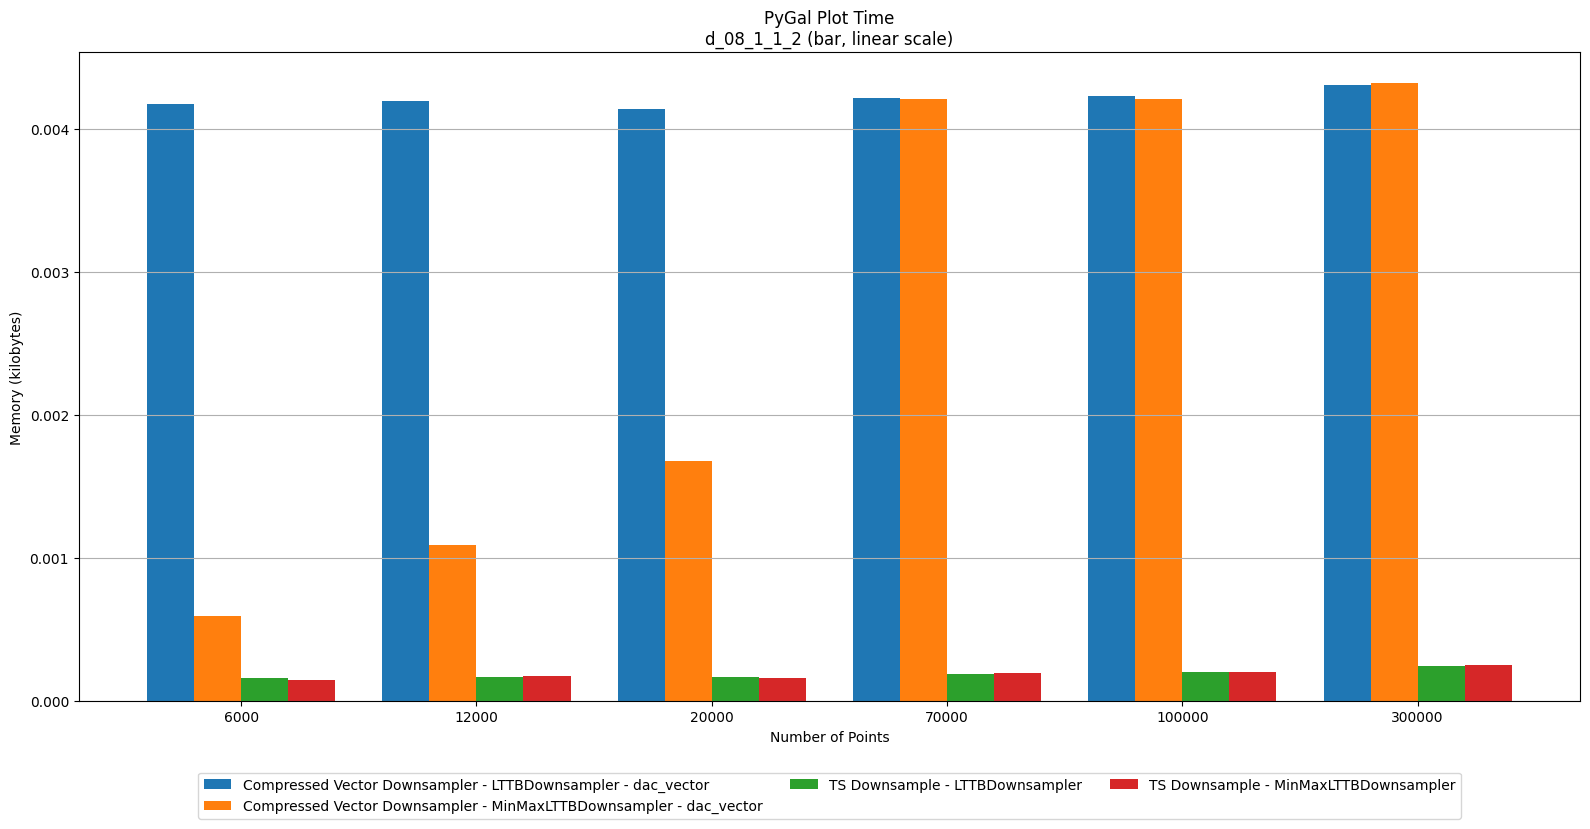 PyGal Plot Time
d_08_1_1_2 (bar, linear scale)
Memory (kilobytes)
0.004
0.003
0.002
0.001
0.000
6000 12000 20000 70000 100000 300000
Number of Points
Compressed Vector Downsampler - LTTBDownsampler - dac_vector
Compressed Vector Downsampler - MinMaxLTTBDownsampler - dac_vector
TS Downsample - LTTBDownsampler
TS Downsample - MinMaxLTTBDownsampler